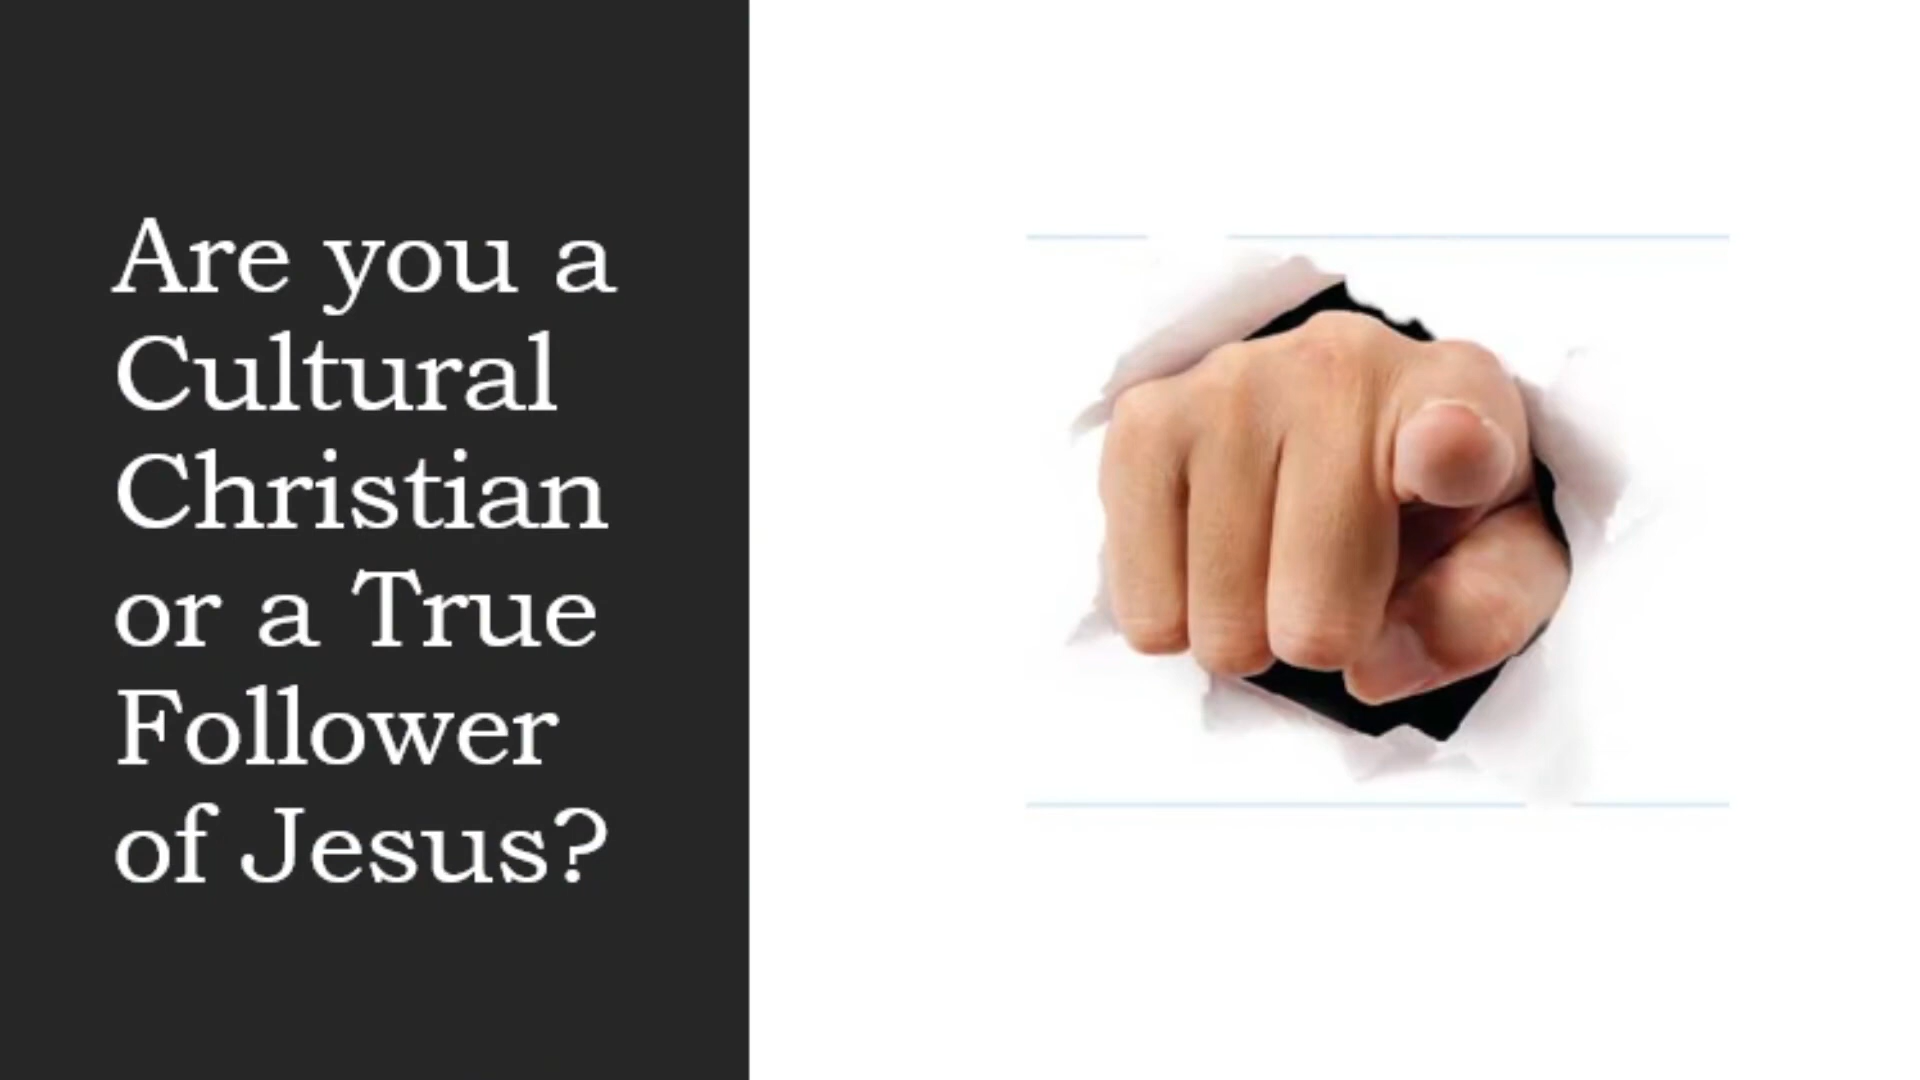 Are you a
Cultural
Christian
or a True
Follower
of Jesus?